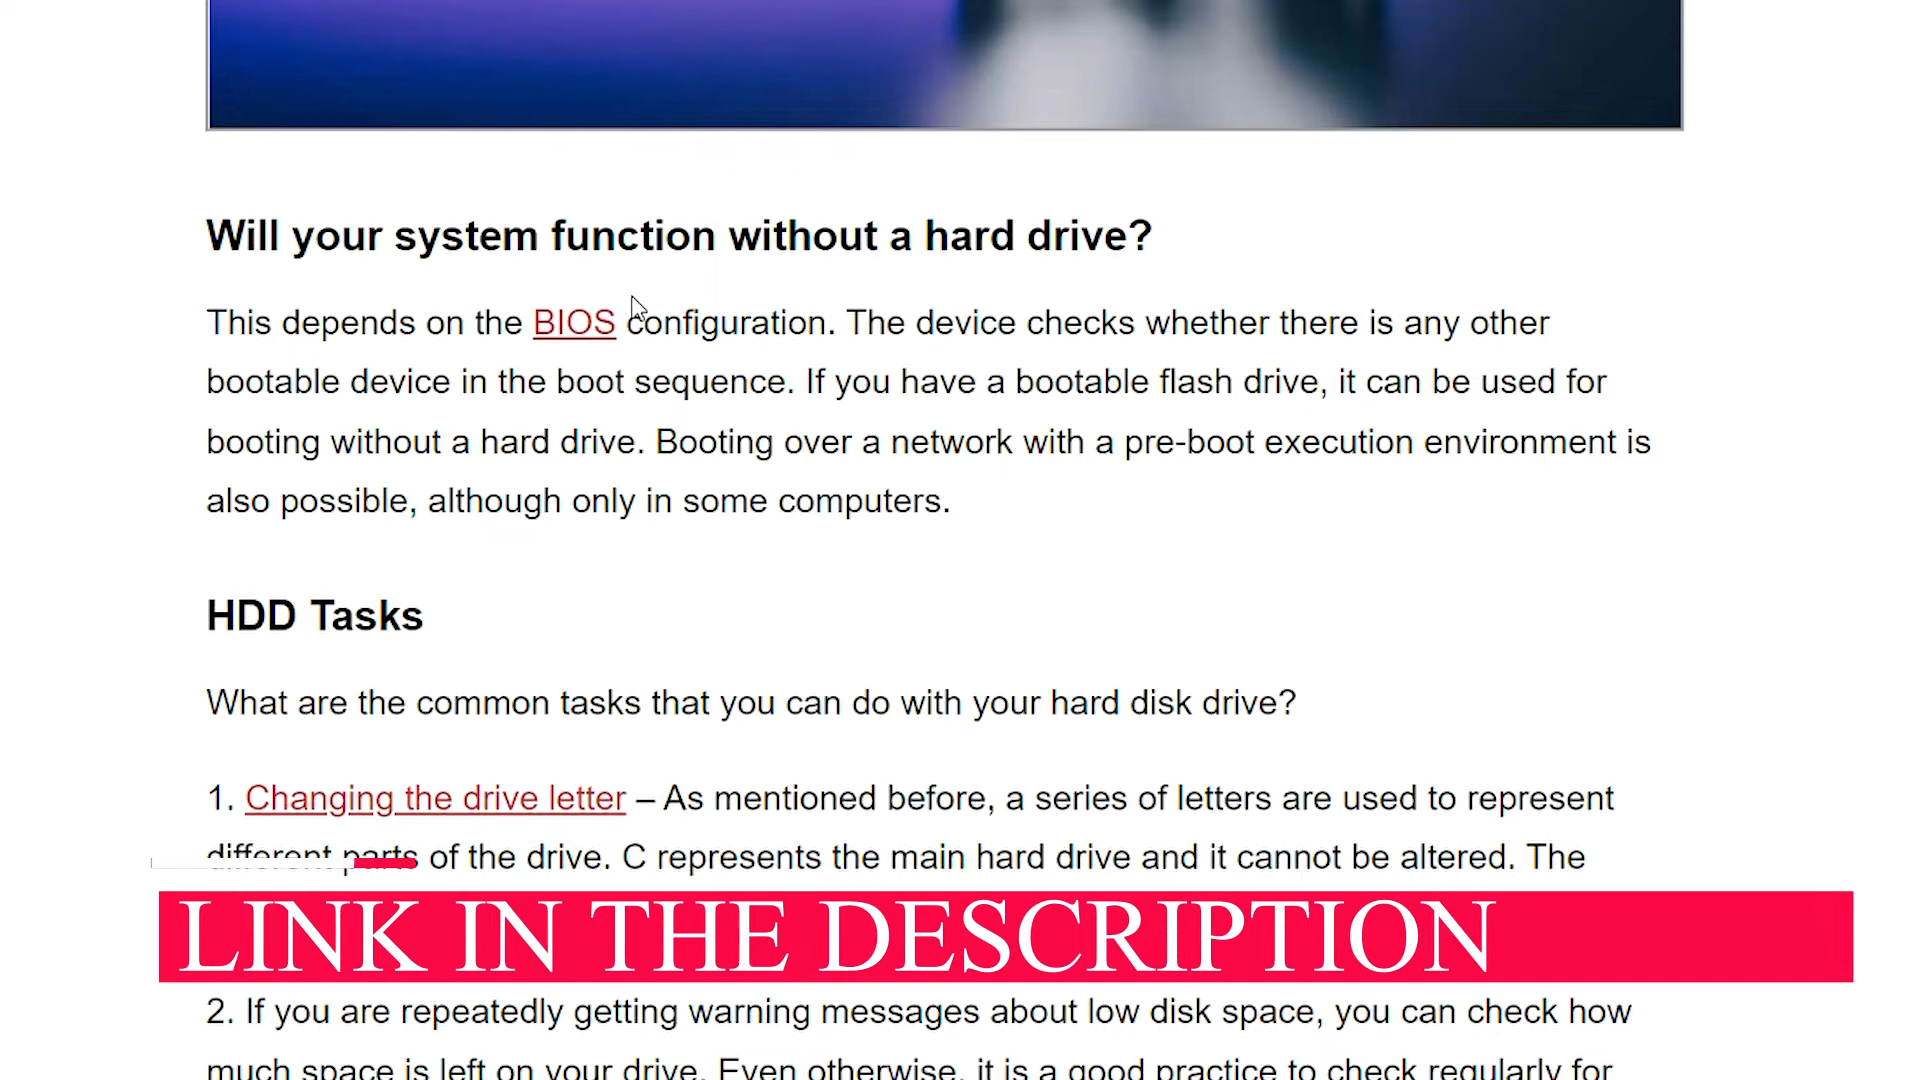 Will your system function without a hard drive?
This depends on the BIOS configuration. The device checks whether there is any other
bootable device in the boot sequence. If you have a bootable flash drive, it can be used for
booting without a hard drive. Booting over a network with a pre-boot execution environment is
also possible, although only in some computers.
HDD Tasks
What are the common tasks that you can do with your hard disk drive?
1. Changing the drive letter – As mentioned before, a series of letters are used to represent
different parts of the drive. C represents the main hard drive and it cannot be altered. The
LINK IN THE DESCRIPTION
2. If you are repeatedly getting warning messages about low disk space, you can check how
much space is left on your drive. Even otherwise, it is a good practice to check regularly for